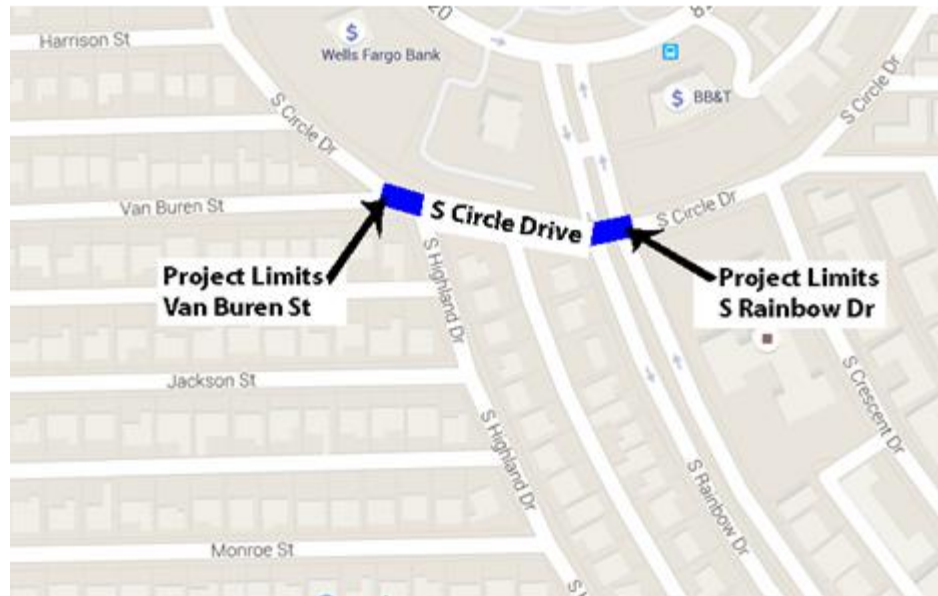 20
Harrison St
$
Wells Fargo Bank
$ BB&T
S Circle Dr
S Circle Dr
Van Buren St
S Circle Drive
S Circle Dr
Project Limits
Van Buren St
S Highland Dr
Project Limits
S Rainbow Dr
Jackson St
S Crescent Dr
S Highland Dr
S Rainbow Dr
Monroe St